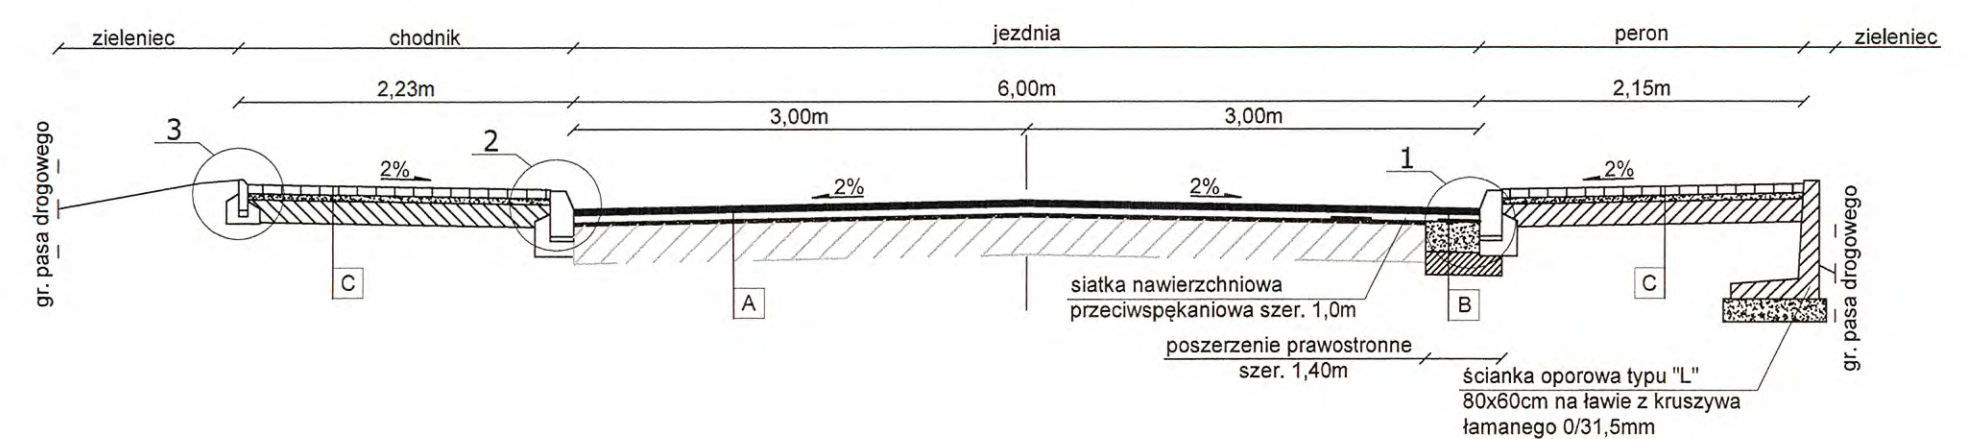 zieleniec chodnik jezdnia peron zieleniec
2,23m 6,00m 2,15m
3,00m 3,00m
gr. pasa drogowego
3 2 1
2% 2% 2% 2%
gr. pasa drogowego
C A B C
siatka nawierzchniowa
przeciwspękaniowa szer. 1,0m
poszerzenie prawostronne
szer. 1,40m
ścianka oporowa typu "L"
80x60cm na ławie z kruszywa
łamanego 0/31,5mm